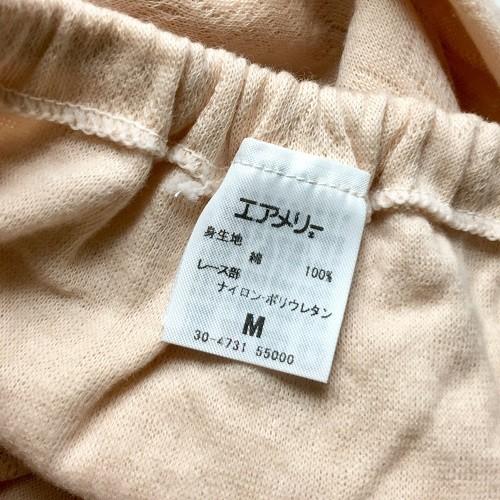 エアメリー
身生地
綿 100%
レース部
ナイロン・ポリウレタン
M
30-4731 55000